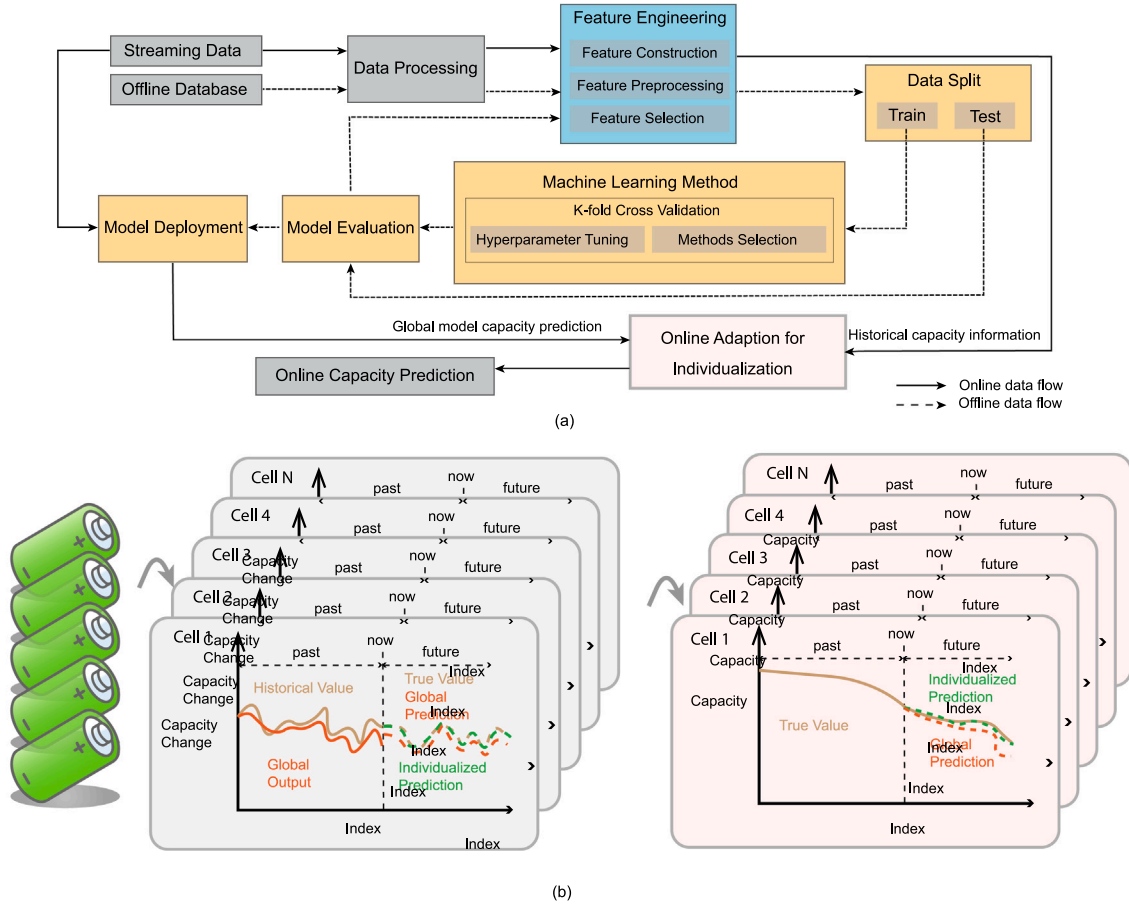 Feature Engineering
Streaming Data
Feature Construction
Data Processing
Data Split
Offline Database
Feature Preprocessing
Train
Test
Feature Selection
Machine Learning Method
K-fold Cross Validation
Model Deployment
Model Evaluation
Hyperparameter Tuning
Methods Selection
Global model capacity prediction
Online Adaption for
Individualization
Historical capacity information
Online Capacity Prediction
Online data flow
Offline data flow
(a)
Cell N
now
past
future
Cell 4
now
past
future
Cell 3
Capacity
Change
now
past
future
Cell 2
Capacity
Change
now
past
future
Cell 1
Capacity
Change
now
past
future
Index
Capacity
Change
Historical Value
True Value
Global
Prediction
Index
Capacity
Change
Global
Output
Index
Individualized
Prediction
Index
Index
Index
+
-
+
-
+
-
+
-
+
-
Cell N
now
past
future
Cell 4
now
past
future
Capacity
Cell 3
now
past
future
Capacity
Cell 2
now
past
future
Capacity
Cell 1
now
past
future
Capacity
Index
Individualized
Prediction
Capacity
Index
True Value
Global
Prediction
Index
Index
Index
(b)